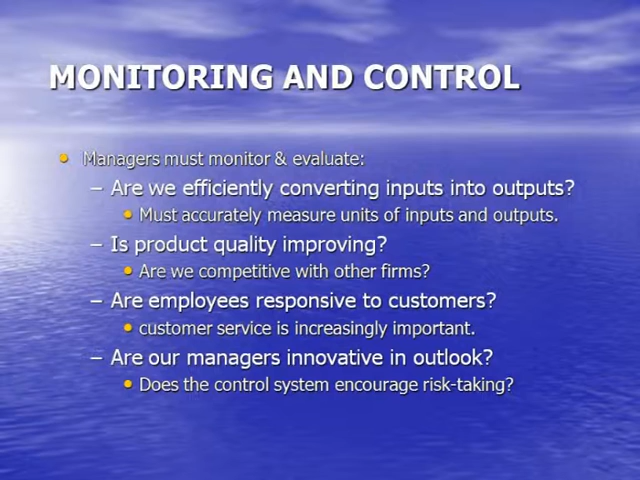 MONITORING AND CONTROL
• Managers must monitor & evaluate:
– Are we efficiently converting inputs into outputs?
• Must accurately measure units of inputs and outputs.
– Is product quality improving?
• Are we competitive with other firms?
– Are employees responsive to customers?
• customer service is increasingly important.
– Are our managers innovative in outlook?
• Does the control system encourage risk-taking?